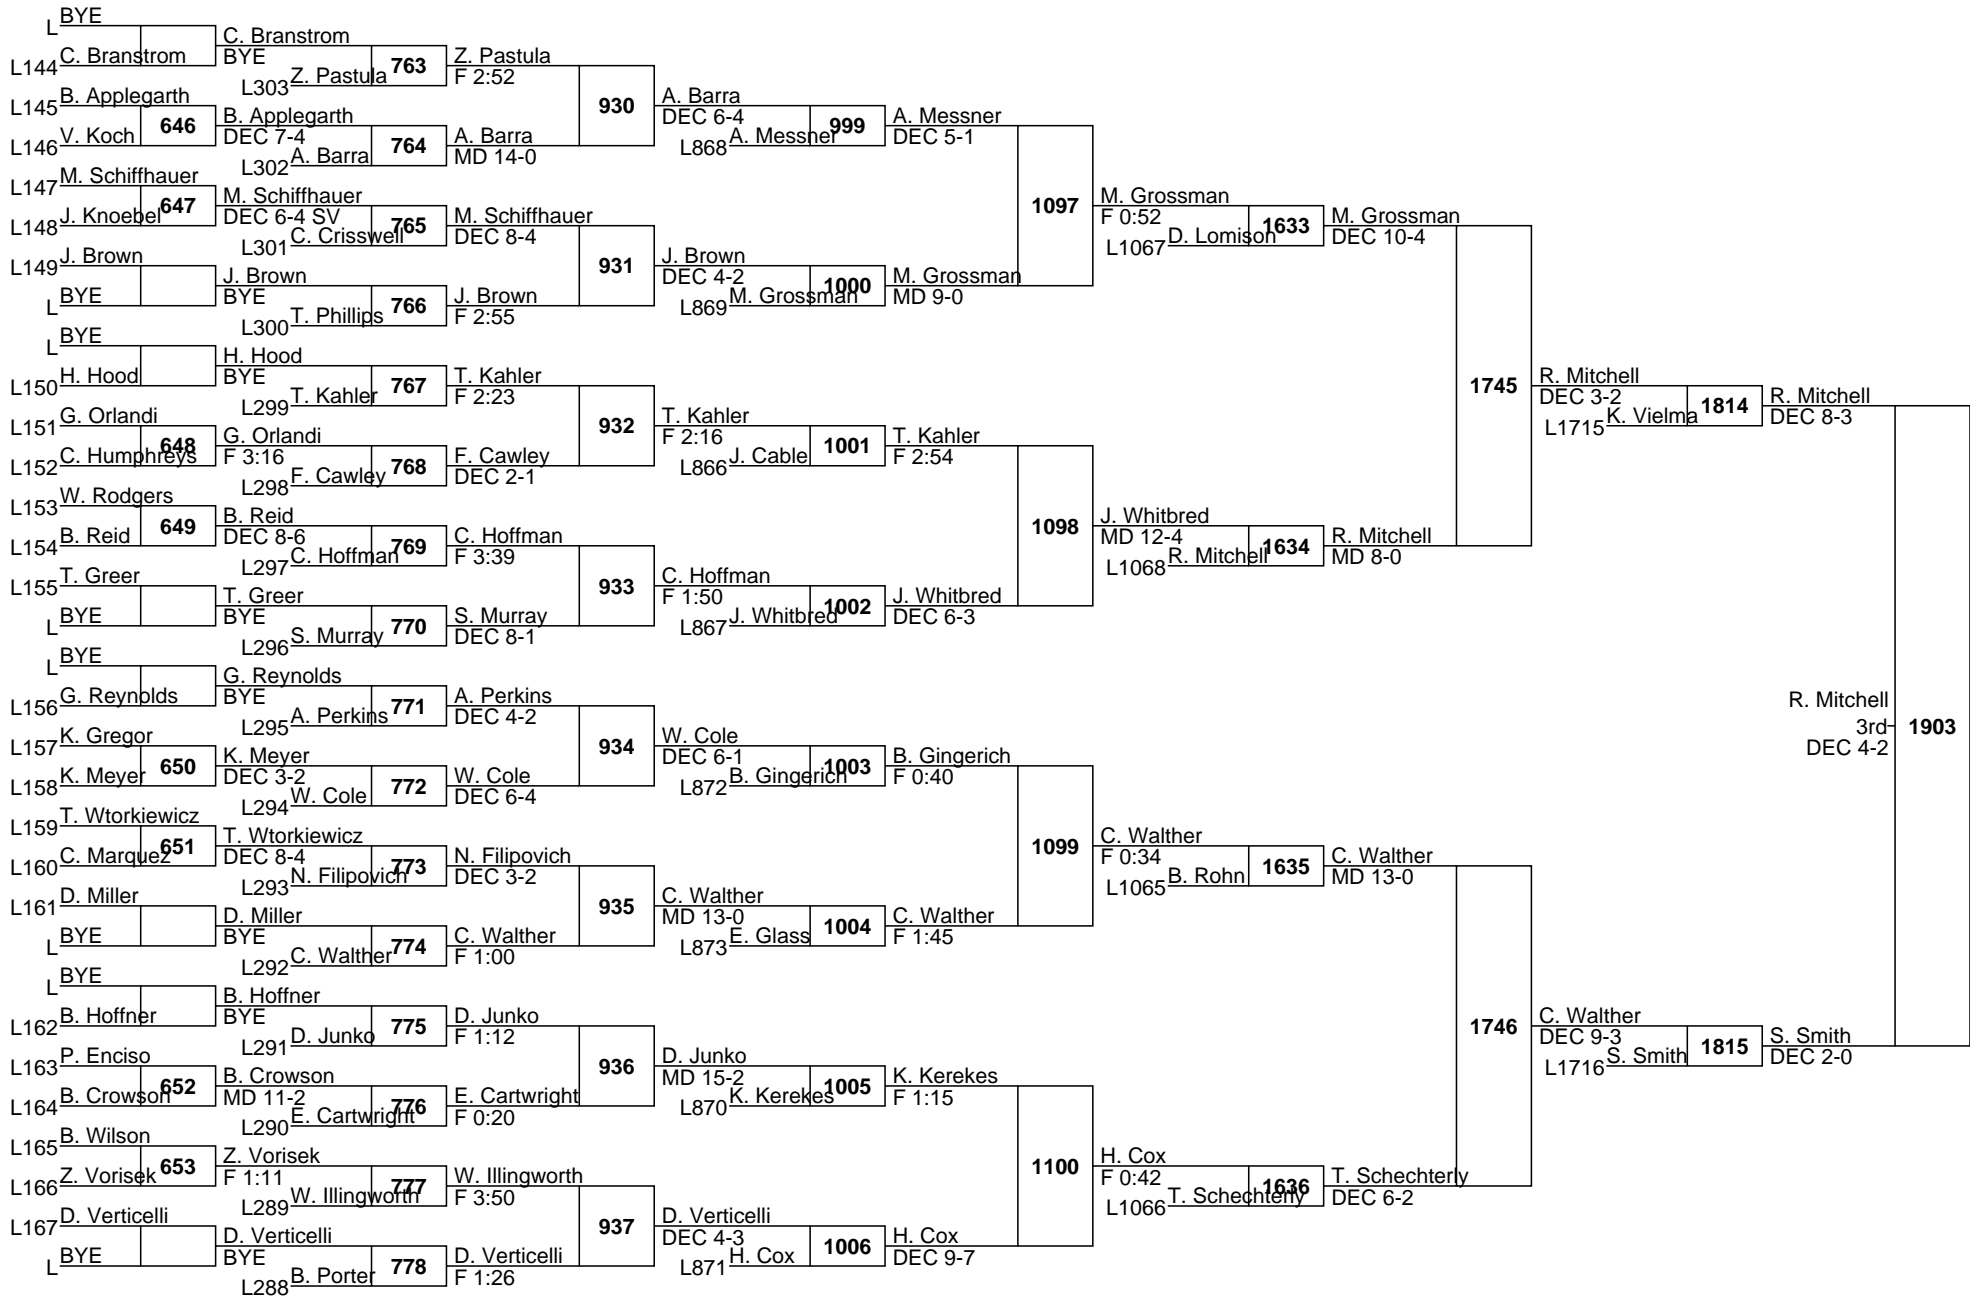 BYE
L
C. Branstrom
L144
C. Branstrom
BYE
763
Z. Pastula
L303
Z. Pastula
F 2:52
B. Applegarth
L145
646
V. Koch
L146
B. Applegarth
DEC 7-4
764
A. Barra
L302
A. Barra
MD 14-0
930
A. Barra
DEC 6-4
999
A. Messner
L868
A. Messner
DEC 5-1
M. Schiffhauer
L147
647
J. Knoebel
L148
M. Schiffhauer
DEC 6-4 SV
765
C. Crisswell
L301
M. Schiffhauer
DEC 8-4
J. Brown
L149
BYE
L
J. Brown
BYE
766
T. Phillips
L300
J. Brown
F 2:55
931
J. Brown
DEC 4-2
1000
M. Grossman
L869
M. Grossman
MD 9-0
1097
M. Grossman
F 0:52
1633
D. Lomison
L1067
M. Grossman
DEC 10-4
BYE
L
H. Hood
L150
H. Hood
BYE
767
T. Kahler
L299
T. Kahler
F 2:23
G. Orlandi
L151
648
C. Humphreys
L152
G. Orlandi
F 3:16
768
F. Cawley
L298
F. Cawley
DEC 2-1
932
T. Kahler
F 2:16
1001
J. Cable
L866
T. Kahler
F 2:54
W. Rodgers
L153
649
B. Reid
L154
B. Reid
DEC 8-6
769
C. Hoffman
L297
C. Hoffman
F 3:39
T. Greer
L155
BYE
L
T. Greer
BYE
770
S. Murray
L296
S. Murray
DEC 8-1
933
C. Hoffman
F 1:50
1002
J. Whitbred
L867
J. Whitbred
DEC 6-3
1098
J. Whitbred
MD 12-4
1634
R. Mitchell
L1068
R. Mitchell
MD 8-0
1745
R. Mitchell
DEC 3-2
1814
K. Vielma
L1715
R. Mitchell
DEC 8-3
BYE
L
G. Reynolds
L156
G. Reynolds
BYE
771
A. Perkins
L295
A. Perkins
DEC 4-2
K. Gregor
L157
650
K. Meyer
L158
K. Meyer
DEC 3-2
772
W. Cole
L294
W. Cole
DEC 6-4
934
W. Cole
DEC 6-1
1003
B. Gingerich
L872
B. Gingerich
F 0:40
T. Wtorkiewicz
L159
651
C. Marquez
L160
T. Wtorkiewicz
DEC 8-4
773
N. Filipovich
L293
N. Filipovich
DEC 3-2
D. Miller
L161
BYE
L
D. Miller
BYE
774
C. Walther
L292
C. Walther
F 1:00
935
C. Walther
MD 13-0
1004
E. Glass
L873
C. Walther
F 1:45
1099
C. Walther
F 0:34
1635
B. Rohn
L1065
C. Walther
MD 13-0
BYE
L
B. Hoffner
L162
B. Hoffner
BYE
775
D. Junko
L291
D. Junko
F 1:12
P. Enciso
L163
652
B. Crowson
L164
B. Crowson
MD 11-2
776
E. Cartwright
L290
E. Cartwright
F 0:20
936
D. Junko
MD 15-2
1005
K. Kerekes
L870
K. Kerekes
F 1:15
B. Wilson
L165
653
Z. Vorisek
L166
Z. Vorisek
F 1:11
777
W. Illingworth
L289
W. Illingworth
F 3:50
D. Verticelli
L167
BYE
L
D. Verticelli
BYE
778
B. Porter
L288
D. Verticelli
F 1:26
937
D. Verticelli
DEC 4-3
1006
H. Cox
L871
H. Cox
DEC 9-7
1100
H. Cox
F 0:42
1636
T. Schechterly
L1066
T. Schechterly
DEC 6-2
1746
C. Walther
DEC 9-3
1815
S. Smith
L1716
S. Smith
DEC 2-0
R. Mitchell
3rd
DEC 4-2
1903